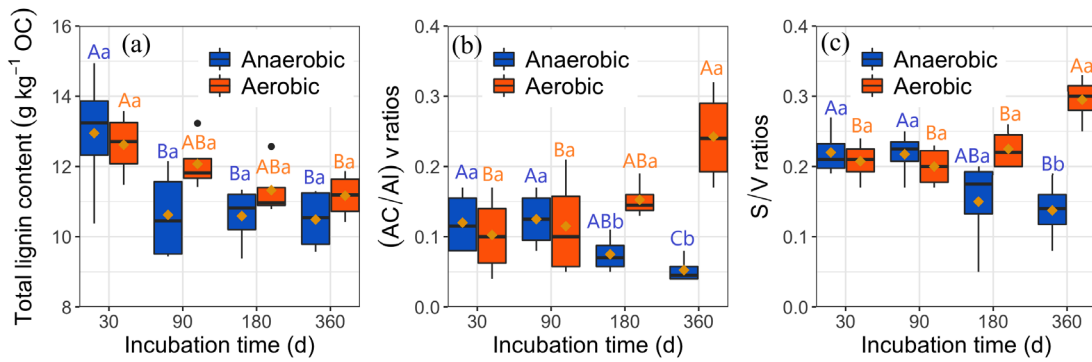 Total lignin content (g kg⁻¹ OC)
16
14
12
10
8
(a)
Anaerobic
Aerobic
Aa
Aa
Ba
ABa
Ba
ABa
Ba
Ba
30
90
180
360
Incubation time (d)
(AC/Al) v ratios
0.4
0.3
0.2
0.1
0.0
(b)
Anaerobic
Aerobic
Aa
Ba
Aa
Ba
ABb
ABa
Cb
Aa
30
90
180
360
Incubation time (d)
S/V ratios
0.4
0.3
0.2
0.1
0.0
(c)
Anaerobic
Aerobic
Aa
Ba
Aa
Ba
ABa
Ba
Bb
Aa
30
90
180
360
Incubation time (d)